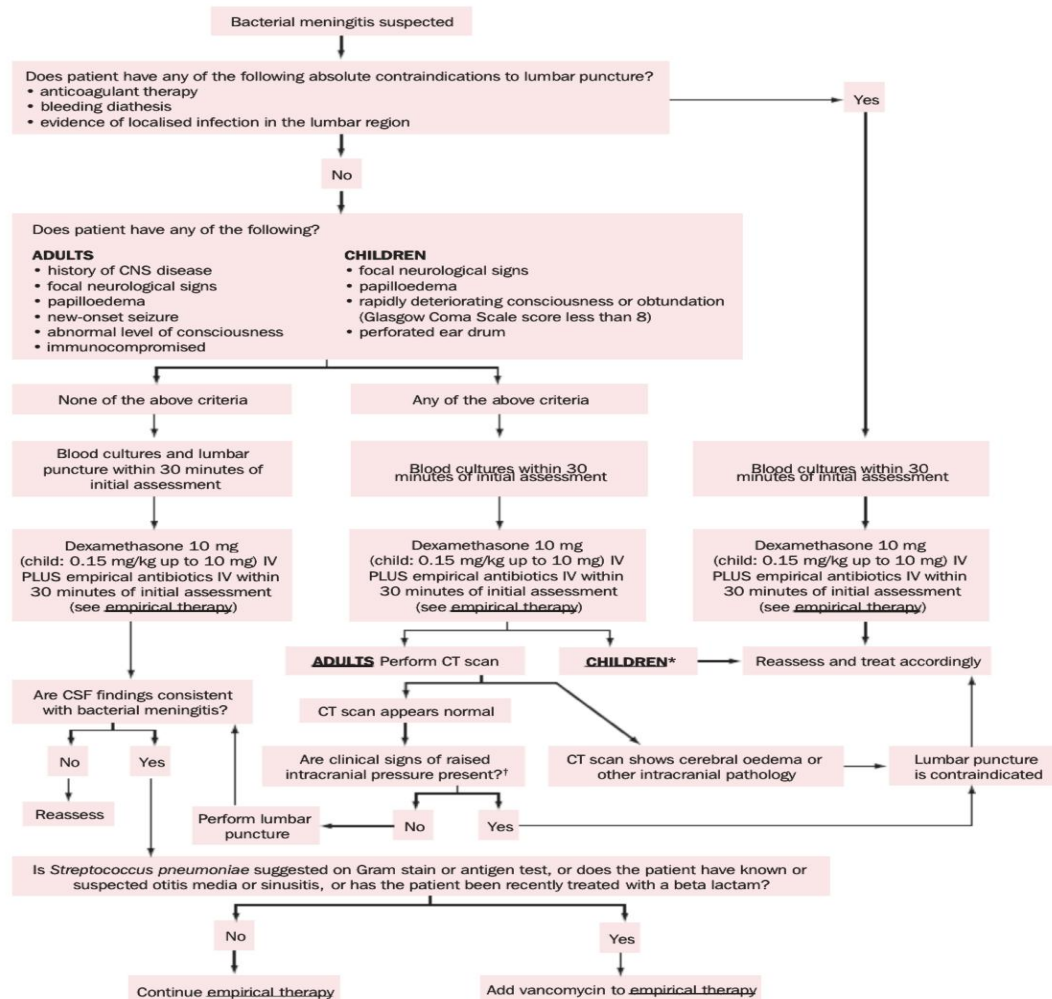 Bacterial meningitis suspected
Does patient have any of the following absolute contraindications to lumbar puncture?
• anticoagulant therapy
• bleeding diathesis
• evidence of localised infection in the lumbar region
Yes
No
Does patient have any of the following?
ADULTS
• history of CNS disease
• focal neurological signs
• papilloedema
• new-onset seizure
• abnormal level of consciousness
• immunocompromised
CHILDREN
• focal neurological signs
• papilloedema
• rapidly deteriorating consciousness or obtundation
(Glasgow Coma Scale score less than 8)
• perforated ear drum
None of the above criteria
Any of the above criteria
Blood cultures and lumbar
puncture within 30 minutes of
initial assessment
Blood cultures within 30
minutes of initial assessment
Blood cultures within 30
minutes of initial assessment
Dexamethasone 10 mg
(child: 0.15 mg/kg up to 10 mg) IV
PLUS empirical antibiotics IV within
30 minutes of initial assessment
(see empirical therapy)
Dexamethasone 10 mg
(child: 0.15 mg/kg up to 10 mg) IV
PLUS empirical antibiotics IV within
30 minutes of initial assessment
(see empirical therapy)
Dexamethasone 10 mg
(child: 0.15 mg/kg up to 10 mg) IV
PLUS empirical antibiotics IV within
30 minutes of initial assessment
(see empirical therapy)
ADULTS Perform CT scan
CHILDREN*
Reassess and treat accordingly
Are CSF findings consistent
with bacterial meningitis?
CT scan appears normal
No
Yes
Are clinical signs of raised
intracranial pressure present?†
CT scan shows cerebral oedema or
other intracranial pathology
Lumbar puncture
is contraindicated
Reassess
Perform lumbar
puncture
No
Yes
Is Streptococcus pneumoniae suggested on Gram stain or antigen test, or does the patient have known or
suspected otitis media or sinusitis, or has the patient been recently treated with a beta lactam?
No
Yes
Continue empirical therapy
Add vancomycin to empirical therapy